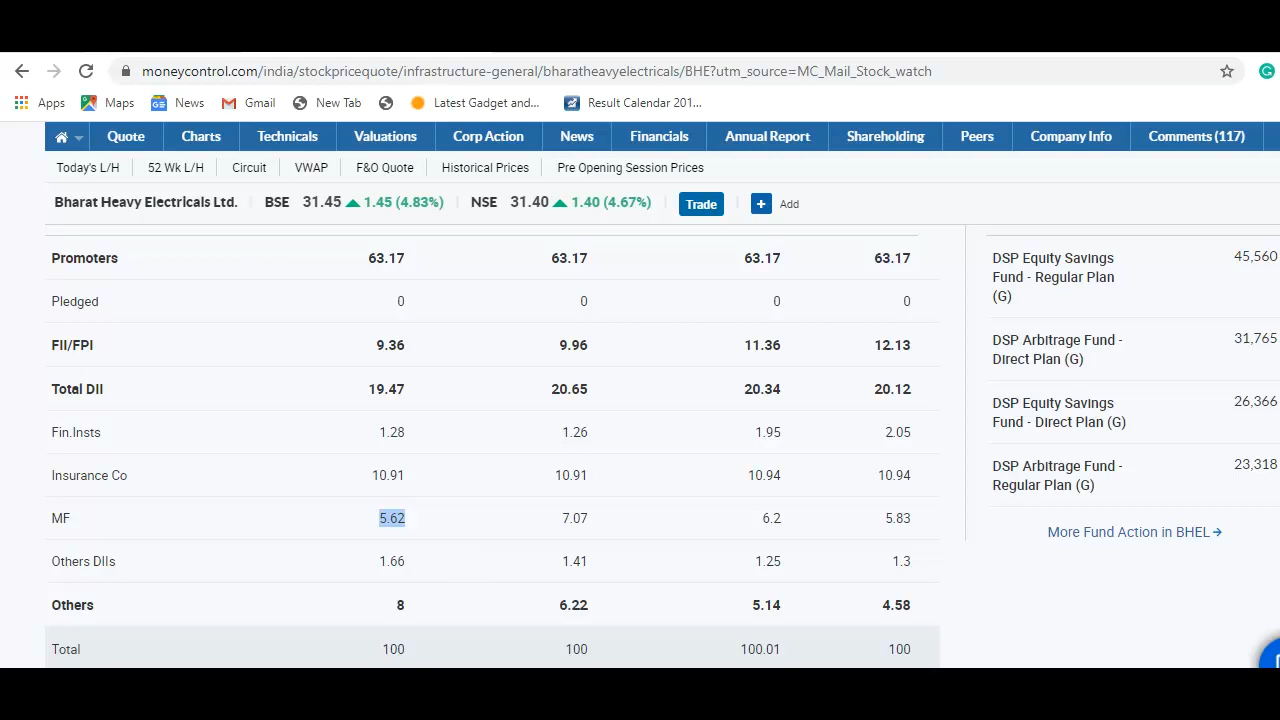 moneycontrol.com/india/stockpricequote/infrastructure-general/bharatheavyelectricals/BHE?utm_source=MC_Mail_Stock_watch
Apps Maps News Gmail New Tab Latest Gadget and... Result Calendar 201...
Quote Charts Technicals Valuations Corp Action News Financials Annual Report Shareholding Peers Company Info Comments (117)
Today's L/H 52 Wk L/H Circuit VWAP F&O Quote Historical Prices Pre Opening Session Prices
Bharat Heavy Electricals Ltd. BSE 31.45 1.45 (4.83%) NSE 31.40 1.40 (4.67%) Trade + Add
Promoters 63.17 63.17 63.17 63.17
Pledged 0 0 0 0
FII/FPI 9.36 9.96 11.36 12.13
Total DII 19.47 20.65 20.34 20.12
Fin.Insts 1.28 1.26 1.95 2.05
Insurance Co 10.91 10.91 10.94 10.94
MF 5.62 7.07 6.2 5.83
Others DIIs 1.66 1.41 1.25 1.3
Others 8 6.22 5.14 4.58
Total 100 100 100.01 100
DSP Equity Savings 45,560
Fund - Regular Plan
(G)
DSP Arbitrage Fund - 31,765
Direct Plan (G)
DSP Equity Savings 26,366
Fund - Direct Plan (G)
DSP Arbitrage Fund - 23,318
Regular Plan (G)
More Fund Action in BHEL